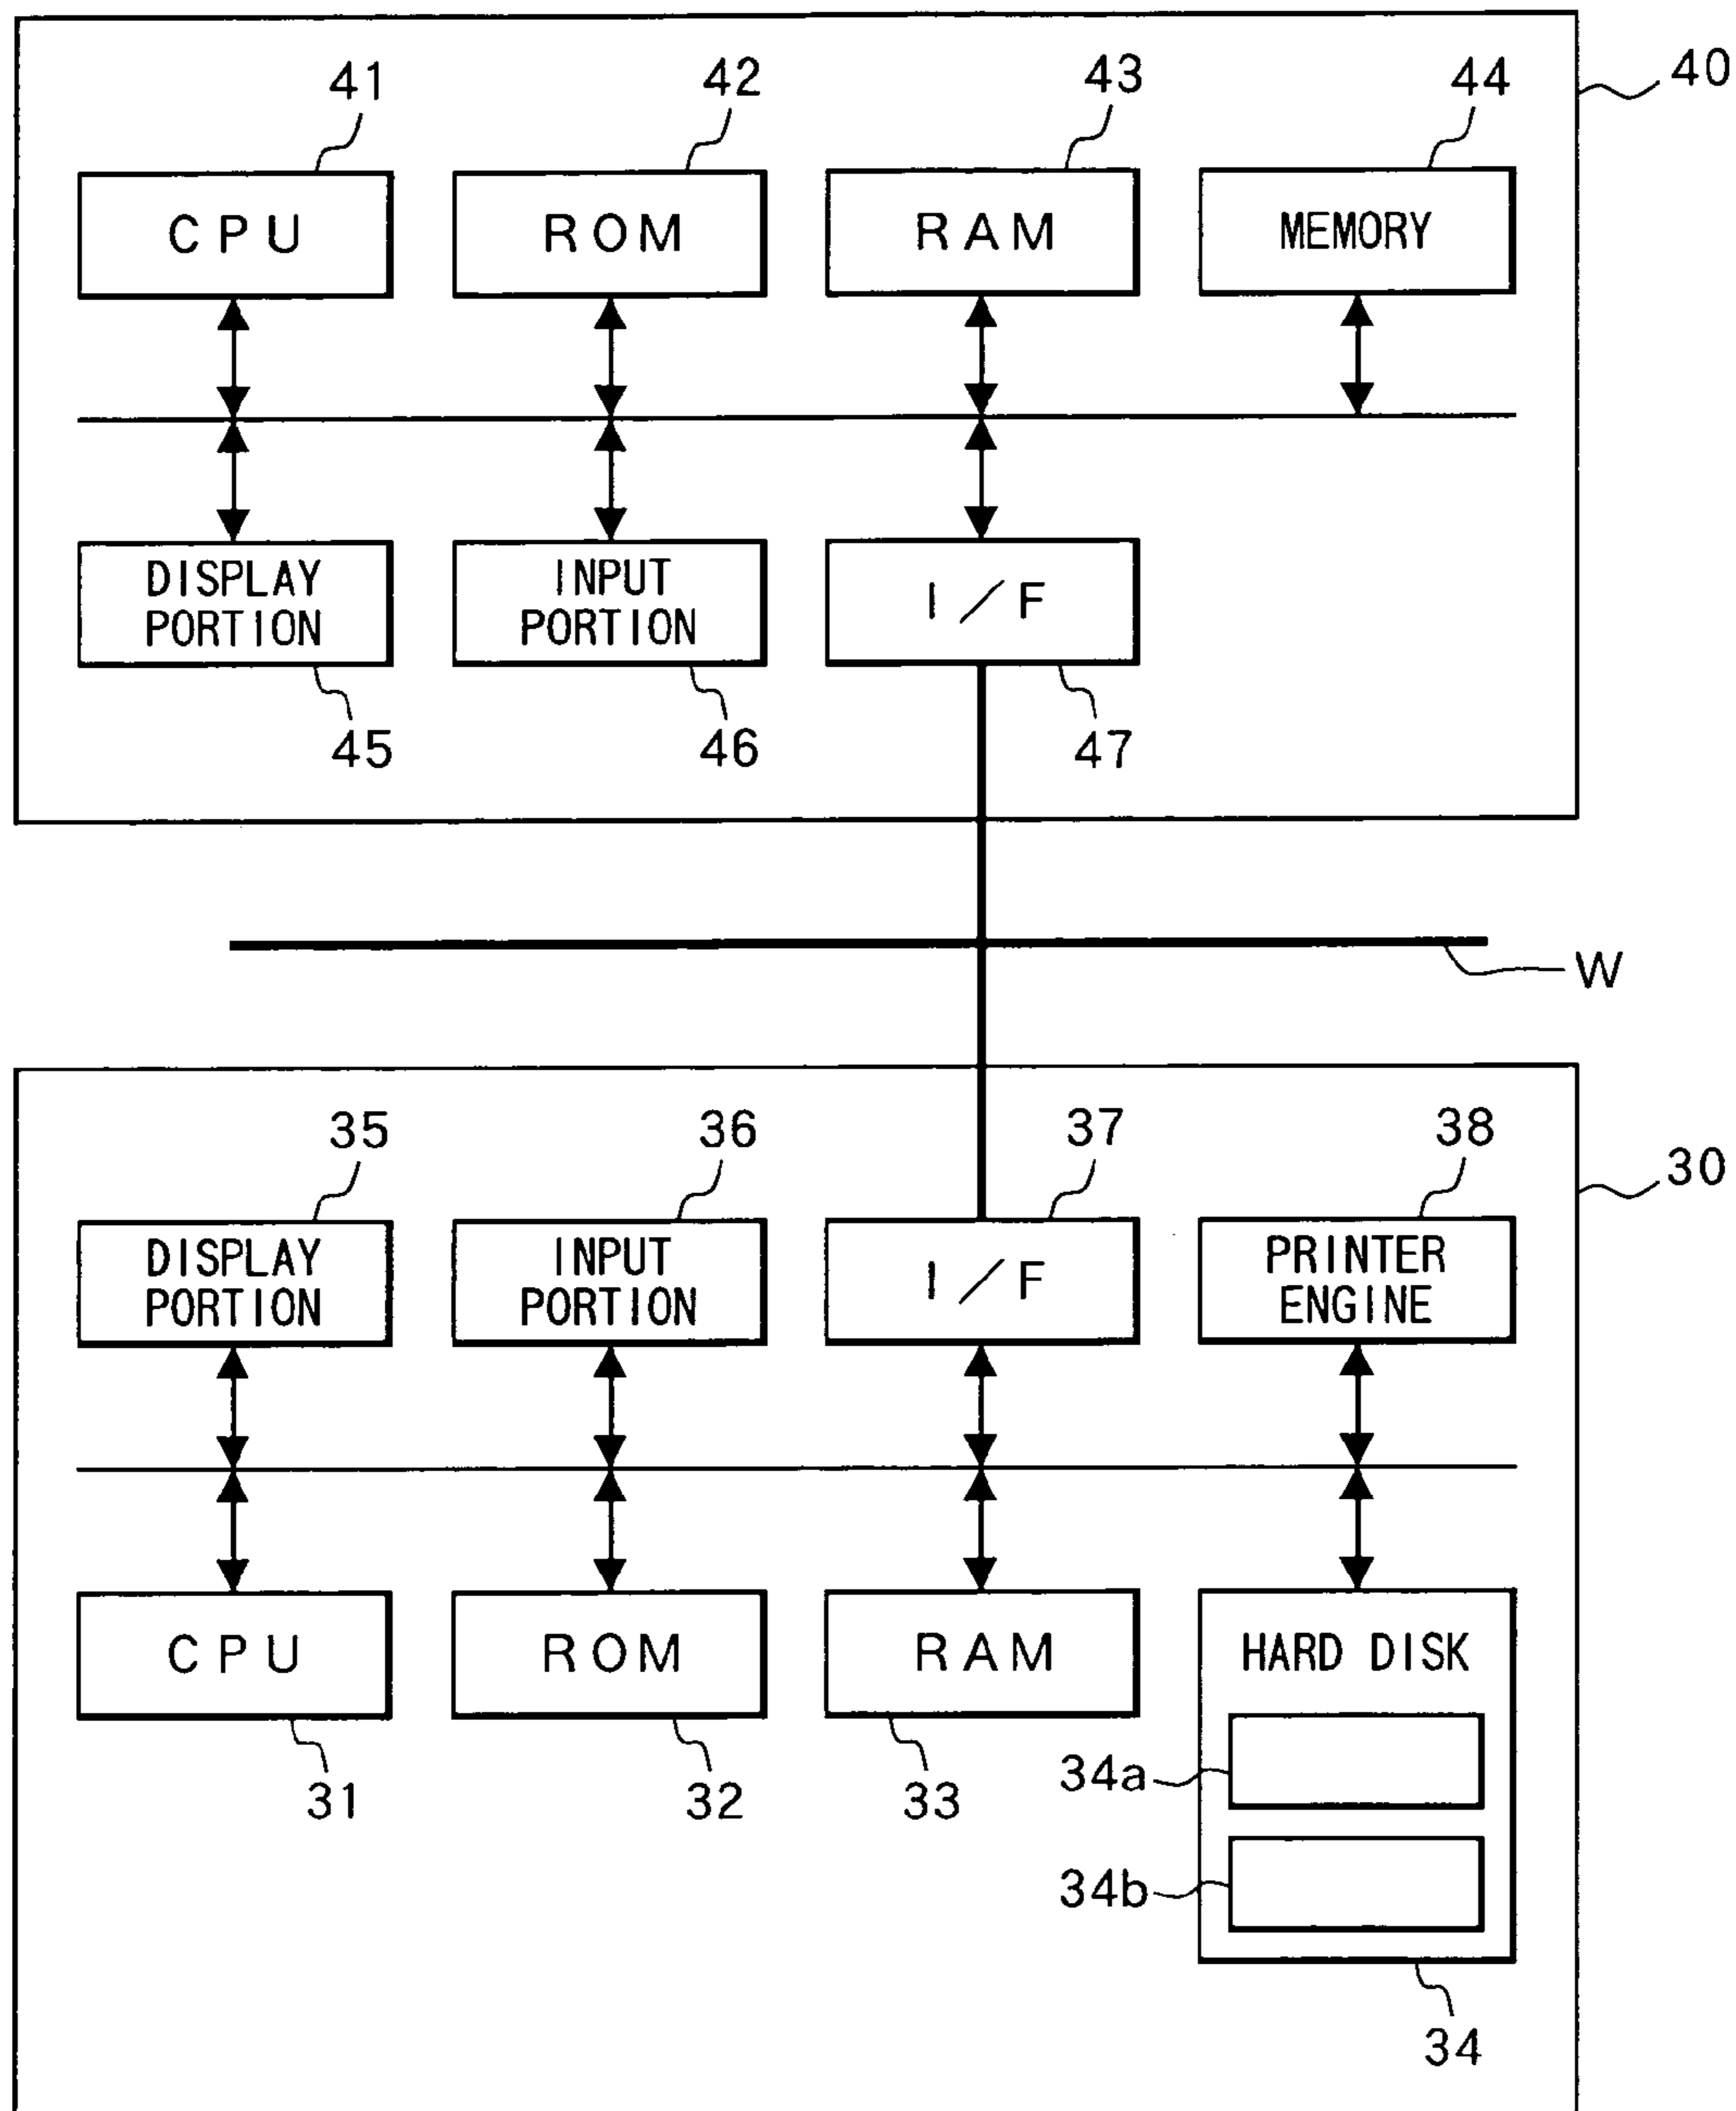 40
41 42 43 44
CPU ROM RAM MEMORY
DISPLAY PORTION
INPUT PORTION
I/F
45 46 47
W
30
35 36 37 38
DISPLAY PORTION
INPUT PORTION
I/F
PRINTER ENGINE
CPU ROM RAM HARD DISK
31 32 33
34a
34b
34